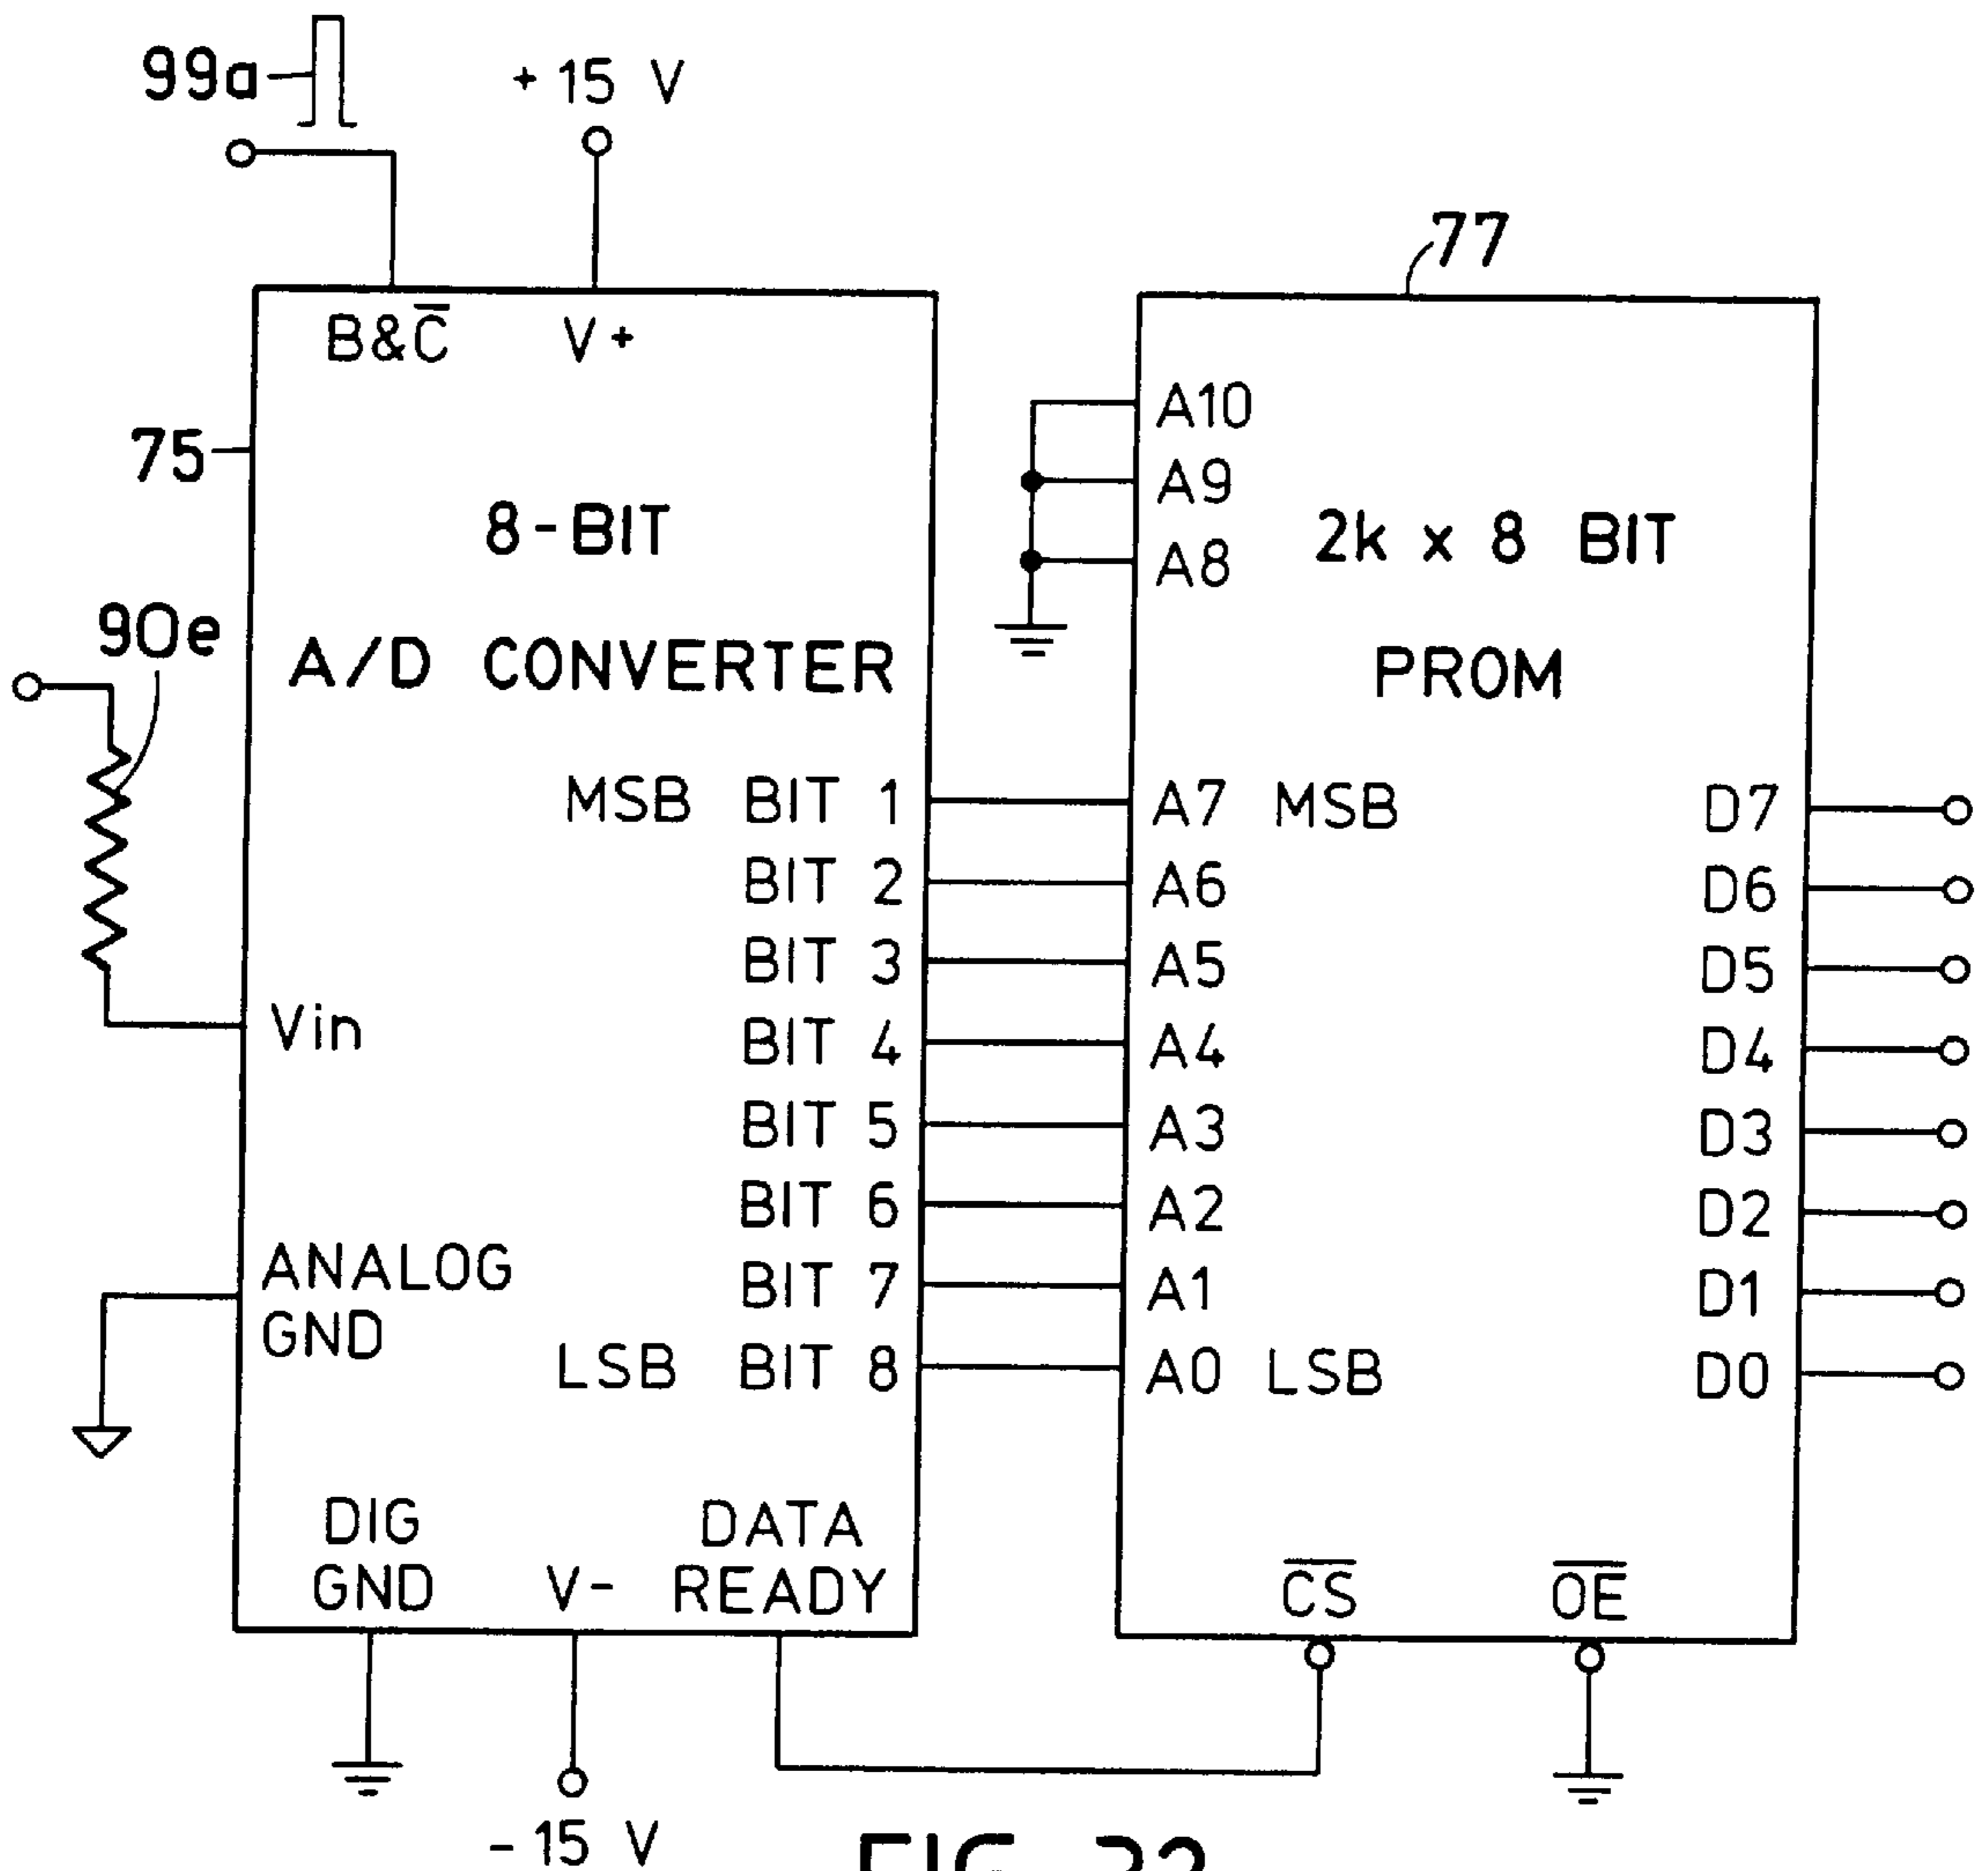 99a
+15 V
77
B&C̅
V+
75
8-BIT
A/D CONVERTER
90e
Vin
ANALOG
GND
MSB BIT 1
BIT 2
BIT 3
BIT 4
BIT 5
BIT 6
BIT 7
LSB BIT 8
DIG
GND
V-
DATA
READY
-15 V
A10
A9
A8
2k x 8 BIT
PROM
A7 MSB
A6
A5
A4
A3
A2
A1
A0 LSB
D7
D6
D5
D4
D3
D2
D1
D0
C̅S̅
O̅E̅